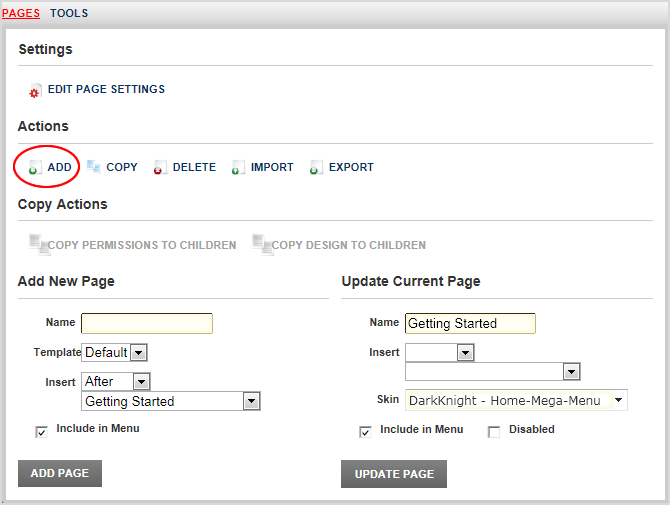 PAGES TOOLS
Settings
EDIT PAGE SETTINGS
Actions
ADD COPY DELETE IMPORT EXPORT
Copy Actions
COPY PERMISSIONS TO CHILDREN COPY DESIGN TO CHILDREN
Add New Page
Name
Template Default
Insert After
Getting Started
Include in Menu
ADD PAGE
Update Current Page
Name Getting Started
Insert
Skin DarkKnight - Home-Mega-Menu
Include in Menu Disabled
UPDATE PAGE